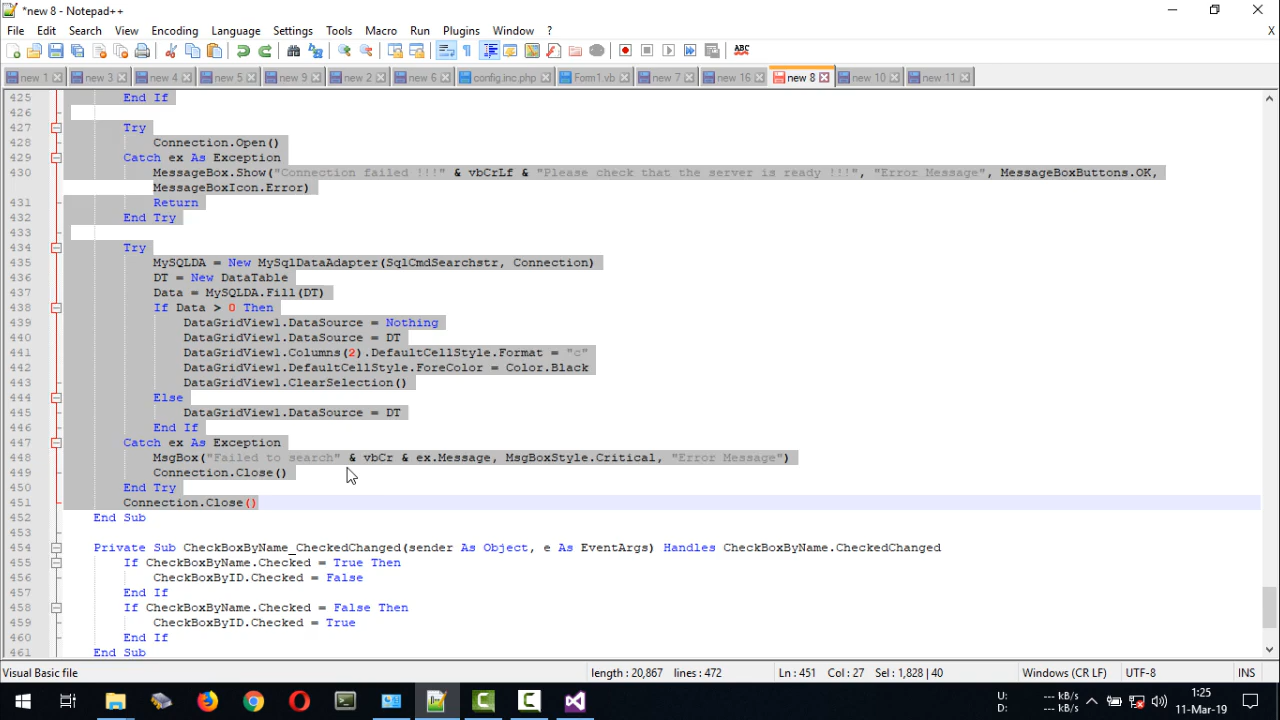 *new 8 - Notepad++
File Edit Search View Encoding Language Settings Tools Macro Run Plugins Window ? X
ABC
new 1 new 3 new 4 new 5 new 9 new 2 new 6 config.inc.php Form1.vb new 7 new 16 new 8 new 10 new 11
425 End If
426
427 Try
428 Connection.Open()
429 Catch ex As Exception
430 MessageBox.Show("Connection failed !!!" & vbCrLf & "Please check that the server is ready !!!", "Error Message", MessageBoxButtons.OK,
MessageBoxIcon.Error)
431 Return
432 End Try
433
434 Try
435 MySQLDA = New MySqlDataAdapter(SqlCmdSearchstr, Connection)
436 DT = New DataTable
437 Data = MySQLDA.Fill(DT)
438 If Data > 0 Then
439 DataGridView1.DataSource = Nothing
440 DataGridView1.DataSource = DT
441 DataGridView1.Columns(2).DefaultCellStyle.Format = "c"
442 DataGridView1.DefaultCellStyle.ForeColor = Color.Black
443 DataGridView1.ClearSelection()
444 Else
445 DataGridView1.DataSource = DT
446 End If
447 Catch ex As Exception
448 MsgBox("Failed to search" & vbCr & ex.Message, MsgBoxStyle.Critical, "Error Message")
449 Connection.Close()
450 End Try
451 Connection.Close()
452 End Sub
453
454 Private Sub CheckBoxByName_CheckedChanged(sender As Object, e As EventArgs) Handles CheckBoxByName.CheckedChanged
455 If CheckBoxByName.Checked = True Then
456 CheckBoxByID.Checked = False
457 End If
458 If CheckBoxByName.Checked = False Then
459 CheckBoxByID.Checked = True
460 End If
461 End Sub
Visual Basic file length : 20,867 lines : 472 Ln : 451 Col : 27 Sel : 1,828 | 40 Windows (CR LF) UTF-8 INS
U: --- kB/s 1:25
D: --- kB/s 11-Mar-19